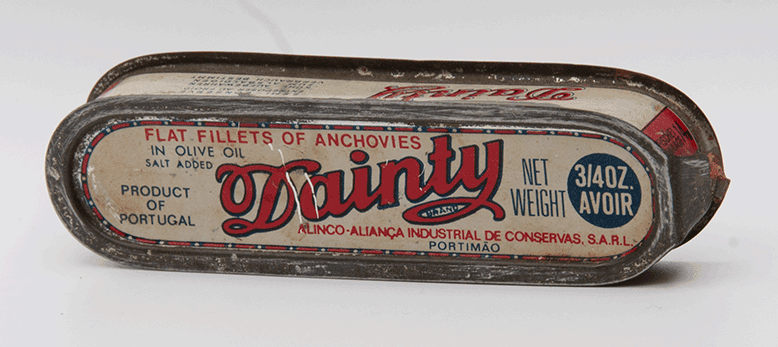 FLAT FILLETS OF ANCHOVIES
IN OLIVE OIL
SALT ADDED
Dainty
BRAND
PRODUCT
OF
PORTUGAL
NET
WEIGHT
3/4OZ.
AVOIR
ALINCO-ALIANÇA INDUSTRIAL DE CONSERVAS, S.A.R.L.
PORTIMÃO
Dainty